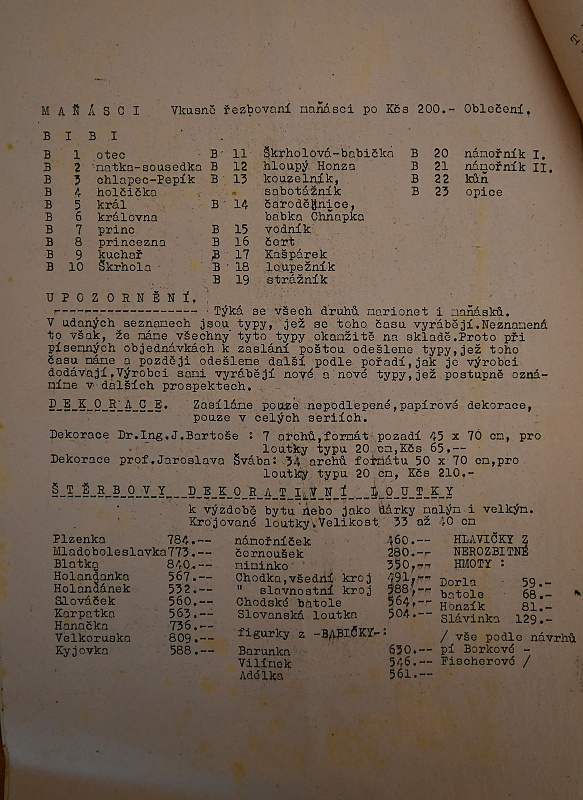 MAŇÁSCI Vkusně řezbovaní maňásci po Kčs 200.- Oblečení.
BIBI
B 1 otec B 11 Škrholová-babička B 20 námořník I.
B 2 matka-sousedka B 12 hloupý Honza B 21 námořník II.
B 3 chlapec-Pepík B 13 kouzelník, B 22 kůň
B 4 holčička sabotážník B 23 opice
B 5 král B 14 čarodějnice,
B 6 královna babka Chňapka
B 7 princ B 15 vodník
B 8 princezna B 16 čert
B 9 kuchař B 17 Kašpárek
B 10 Škrhola B 18 loupežník
B 19 strážník
UPOZORNĚNÍ.
------------------- Týká se všech druhů marionet i maňásků.
V udaných seznamech jsou typy, jež se toho času vyrábějí.Neznamená
to však, že máme všechny tyto typy okamžitě na skladě.Proto při
písemných objednávkách k zaslání poštou odešleme typy,jež toho
času máme a později odešleme další podle pořadí,jak je výrobci
dodávají.Výrobci sami vyrábějí nové a nové typy,jež postupně ozná-
míme v dalších prospektech.
DEKORACE. Zasíláme pouze nepodlepené,papírové dekorace,
pouze v celých seriích.
Dekorace Dr.Ing.J.Bartoše : 7 archů,formát pozadí 45 x 70 cm, pro
loutky typu 20 cm,Kčs 65.--
Dekorace prof.Jaroslava Švába: 34 archů formátu 50 x 70 cm,pro
loutky typu 20 cm, Kčs 210.-
ŠTĚRBOVY DEKORATIVNÍ LOUTKY
k výzdobě bytu nebo jako dárky malým i velkým.
Krojované loutky.Velikost 33 až 40 cm
Plzenka 784.-- námořníček 460.-- HLAVIČKY Z
Mladoboleslavka 773.-- černoušek 280.-- NEROZBITNÉ
Blatka 840.-- miminko 350,-- HMOTY :
Holanďanka 567.-- Chodka,všední kroj 491,-- Dorla 59.--
Holanďánek 532.-- " slavnostní kroj 588,-- batole 68.--
Slováček 560.-- Chodské batole 564,-- Honzík 81.--
Karpatka 563.-- Slovanská loutka 504.-- Slávinka 129.--
Hanačka 736.-- figurky z -BABIČKY-: / vše podle návrhů
Velkoruska 809.-- Barunka 630.-- pí Borkové -
Kyjovka 588.-- Vilímek 546.-- Fischerové /
Adélka 561.--